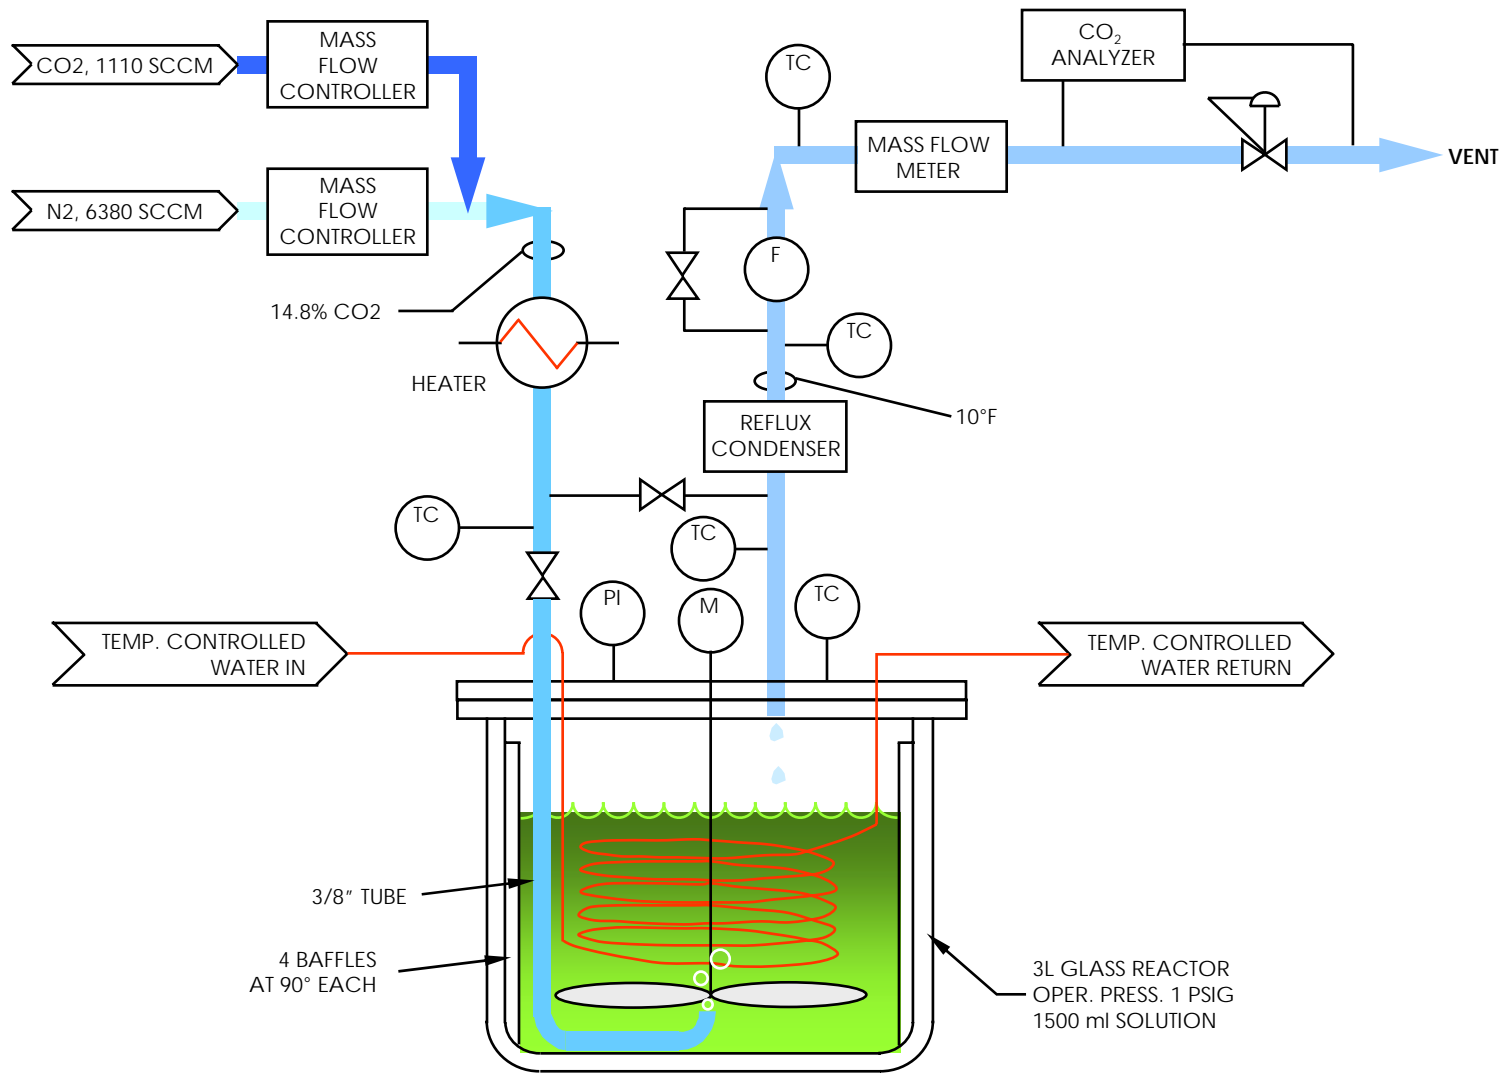 CO2, 1110 SCCM
MASS
FLOW
CONTROLLER
N2, 6380 SCCM
MASS
FLOW
CONTROLLER
14.8% CO2
HEATER
TC
TC
MASS FLOW
METER
CO₂
ANALYZER
VENT
F
TC
10°F
REFLUX
CONDENSER
TC
PI
M
TC
TEMP. CONTROLLED
WATER IN
TEMP. CONTROLLED
WATER RETURN
3/8" TUBE
4 BAFFLES
AT 90° EACH
3L GLASS REACTOR
OPER. PRESS. 1 PSIG
1500 ml SOLUTION